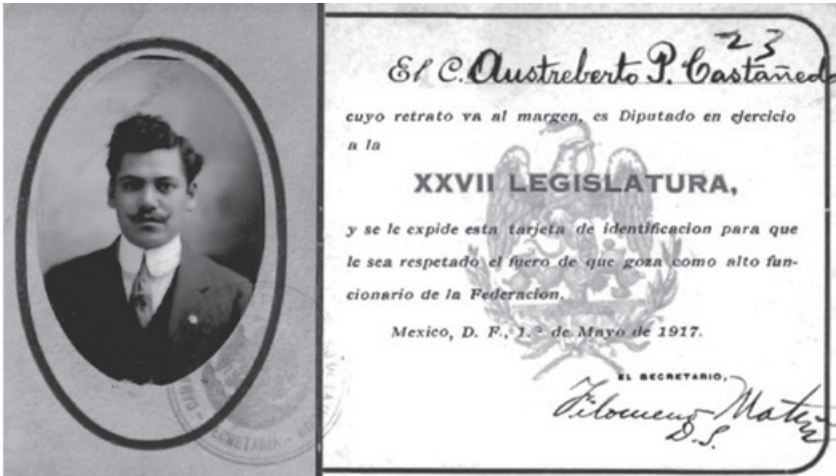 23
El C. Austreberto P. Castañeda
cuyo retrato va al margen, es Diputado en ejercicio
a la
XXVII LEGISLATURA,
y se le expide esta tarjeta de identificacion para que
le sea respetado el fuero de que goza como alto fun-
cionario de la Federacion.
Mexico, D. F., 1.º de Mayo de 1917.
EL SECRETARIO,
Filomeno Mata
D.S.
SECRETARIA